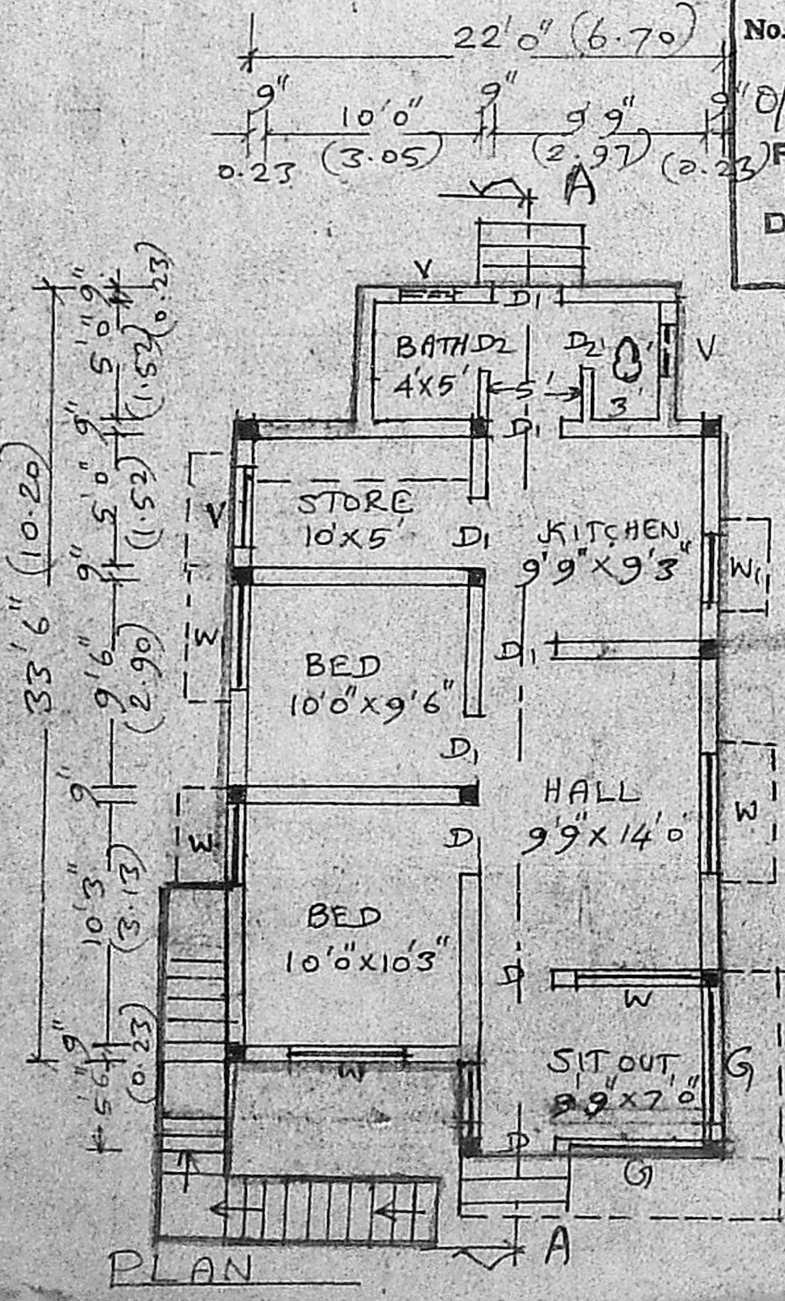 22'0" (6.70)
No.
9" 10'0" 9" 9'9" 9" O/
0.23 (3.05) (2.97) (0.23) F
A
D
V D1
BATH D2 D2 V
4'X5' 5' 3'
D1
STORE
10'X5' D1
V
KITCHEN
9'9"X9'3" W1
D1
W
BED
10'0"X9'6"
D1
HALL
9'9"X14'0" W
D
W
BED
10'0"X10'3"
D
W
SITOUT G
9'9"X7'0"
W
D
G
A
PLAN
33'6" (10.20)
9" 5'0" 9" 5'0" 9" 9'6" 9" 10'3" 9" 5'6"
(0.23) (1.52) (1.52) (2.90) (3.13) (0.23)